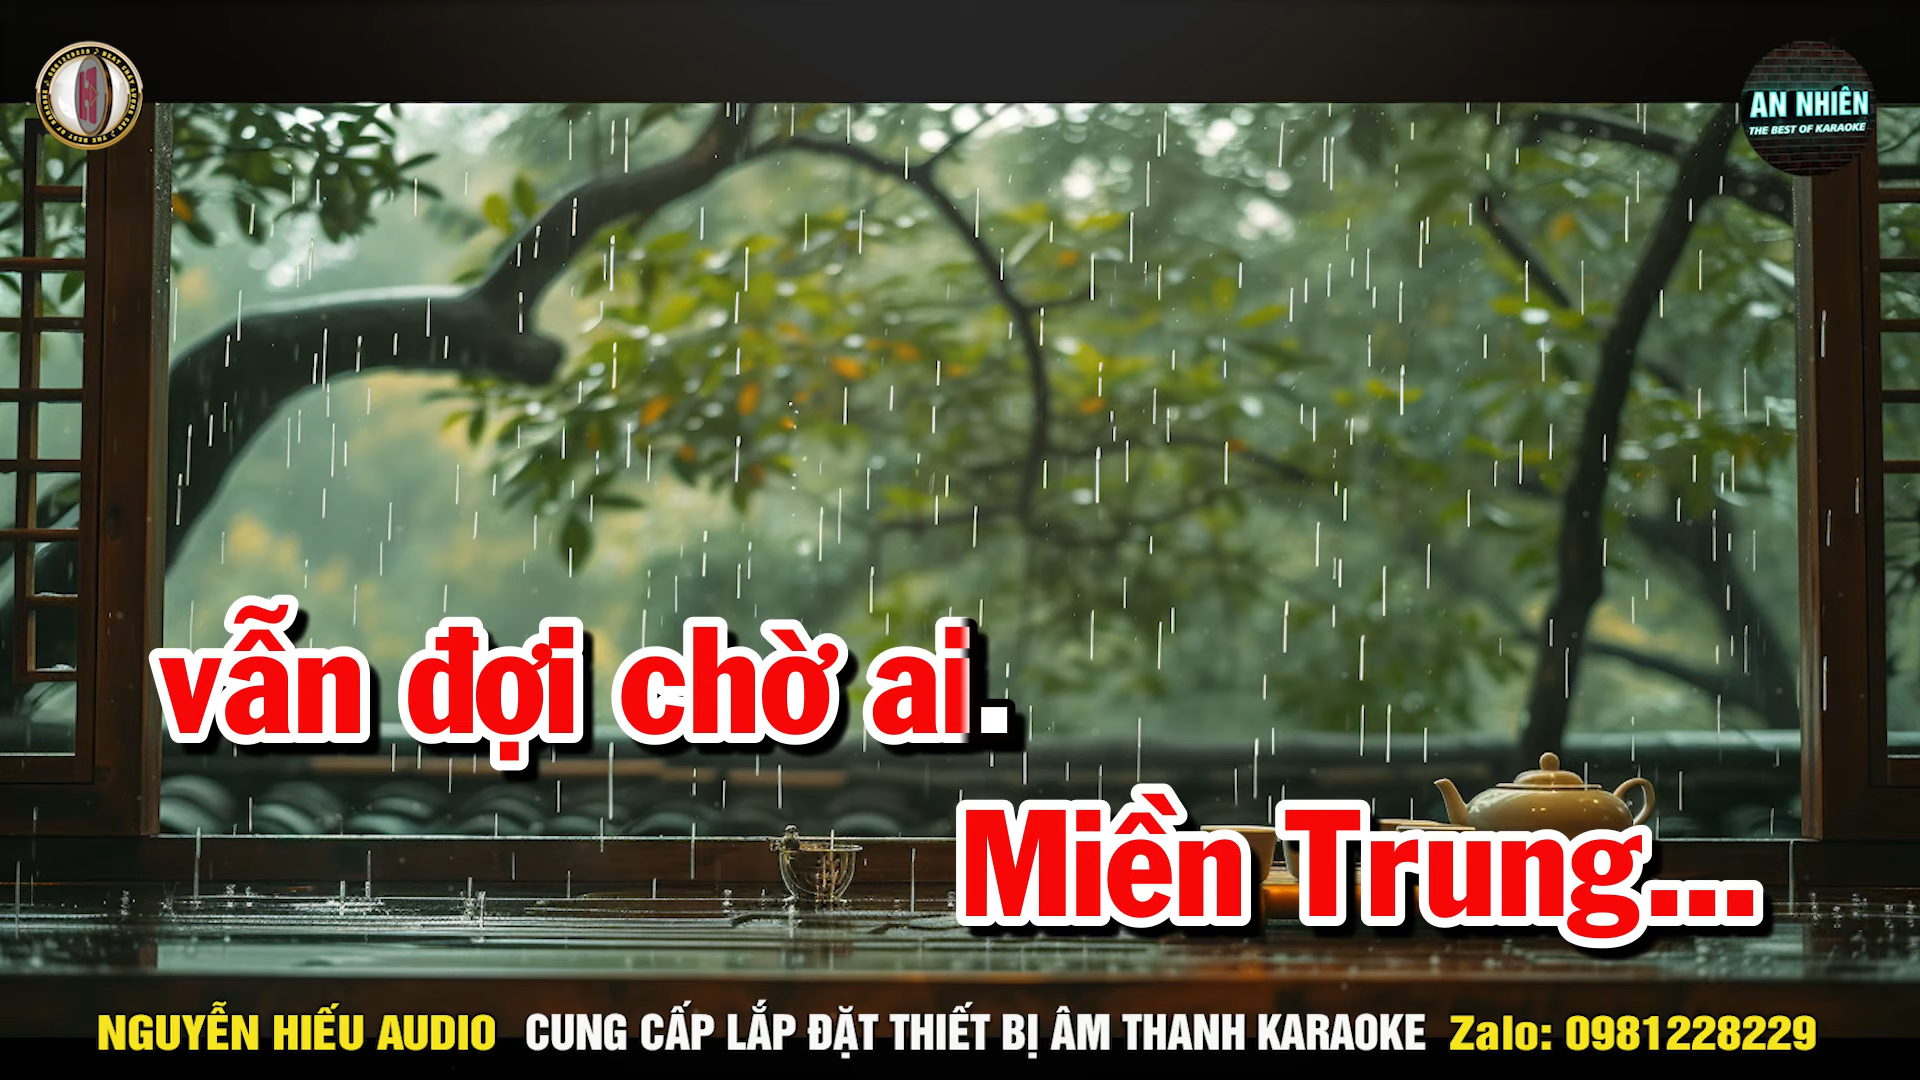 AN NHIÊN
THE BEST OF KARAOKE
vẫn đợi chờ ai.
Miền Trung...
NGUYỄN HIẾU AUDIO CUNG CẤP LẮP ĐẶT THIẾT BỊ ÂM THANH KARAOKE Zalo: 0981228229